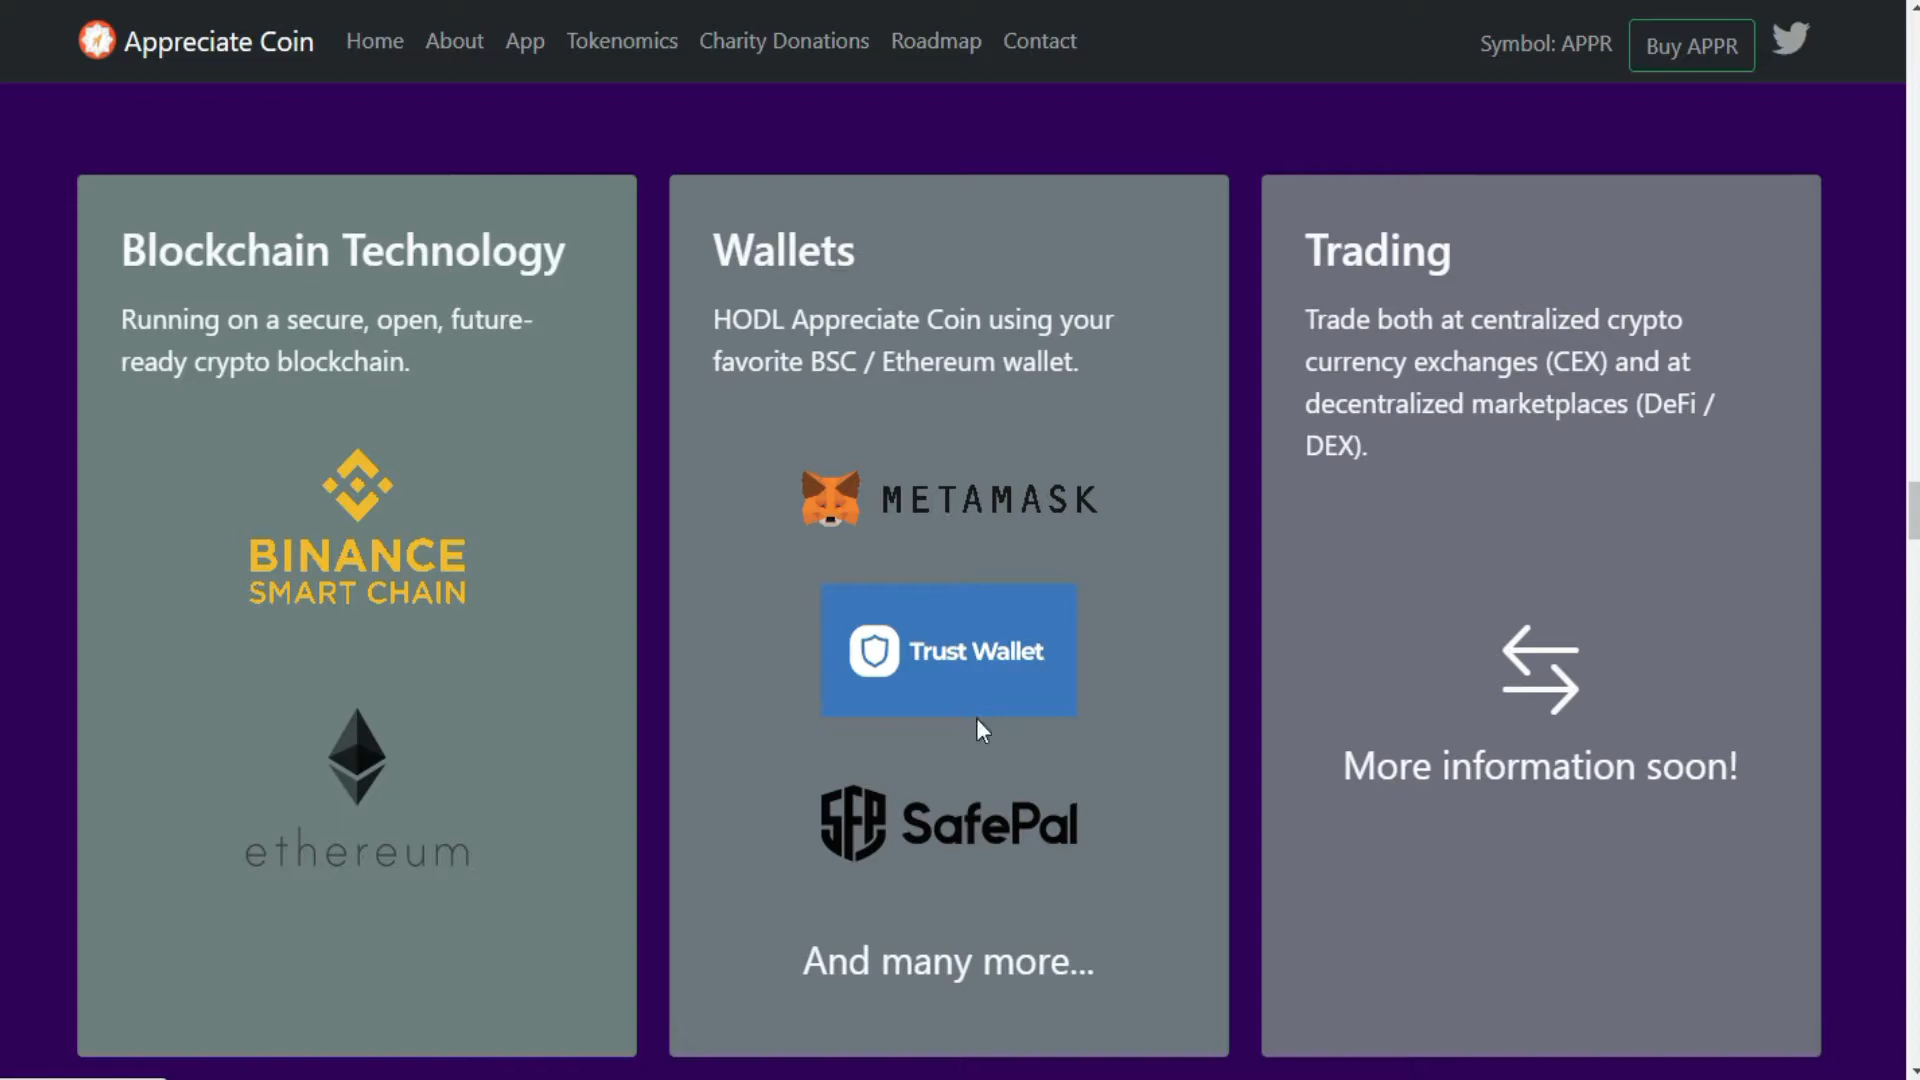 Appreciate Coin Home About App Tokenomics Charity Donations Roadmap Contact Symbol: APPR Buy APPR
Blockchain Technology
Running on a secure, open, future-
ready crypto blockchain.
BINANCE
SMART CHAIN
ethereum
Wallets
HODL Appreciate Coin using your
favorite BSC / Ethereum wallet.
METAMASK
Trust Wallet
SFP SafePal
And many more...
Trading
Trade both at centralized crypto
currency exchanges (CEX) and at
decentralized marketplaces (DeFi /
DEX).
More information soon!